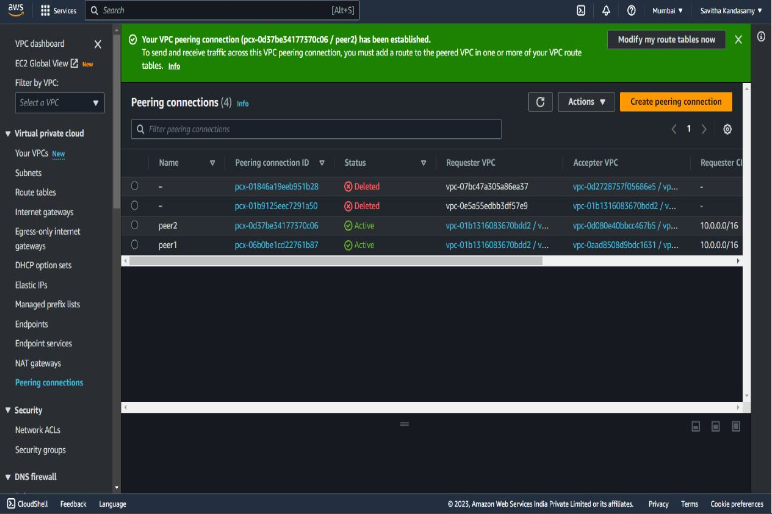 aws
Services
Search
[Alt+S]
Mumbai
Savitha Kandasamy
VPC dashboard
EC2 Global View New
Filter by VPC:
Select a VPC
Virtual private cloud
Your VPCs New
Subnets
Route tables
Internet gateways
Egress-only internet
gateways
DHCP option sets
Elastic IPs
Managed prefix lists
Endpoints
Endpoint services
NAT gateways
Peering connections
Security
Network ACLs
Security groups
DNS firewall
Your VPC peering connection (pcx-0d37be34177370c06 / peer2) has been established.
To send and receive traffic across this VPC peering connection, you must add a route to the peered VPC in one or more of your VPC route
tables. Info
Modify my route tables now
Peering connections (4) Info
Actions
Create peering connection
Filter peering connections
1
Name Peering connection ID Status Requester VPC Accepter VPC Requester CI
– pcx-01846a19eeb951b28 Deleted vpc-07bc47a305a86ea37 vpc-0d2728757f05686e5 / vp... -
– pcx-01b9125eec7291a50 Deleted vpc-0e5a55edbb3df57e9 vpc-01b1316083670bdd2 / v... -
peer2 pcx-0d37be34177370c06 Active vpc-01b1316083670bdd2 / v... vpc-0d080e40bbcc467b5 / vp... 10.0.0.0/16
peer1 pcx-06b0be1cd22761b87 Active vpc-01b1316083670bdd2 / v... vpc-0aad8508d9bdc1631 / vp... 10.0.0.0/16
CloudShell Feedback Language
© 2023, Amazon Web Services India Private Limited or its affiliates. Privacy Terms Cookie preferences